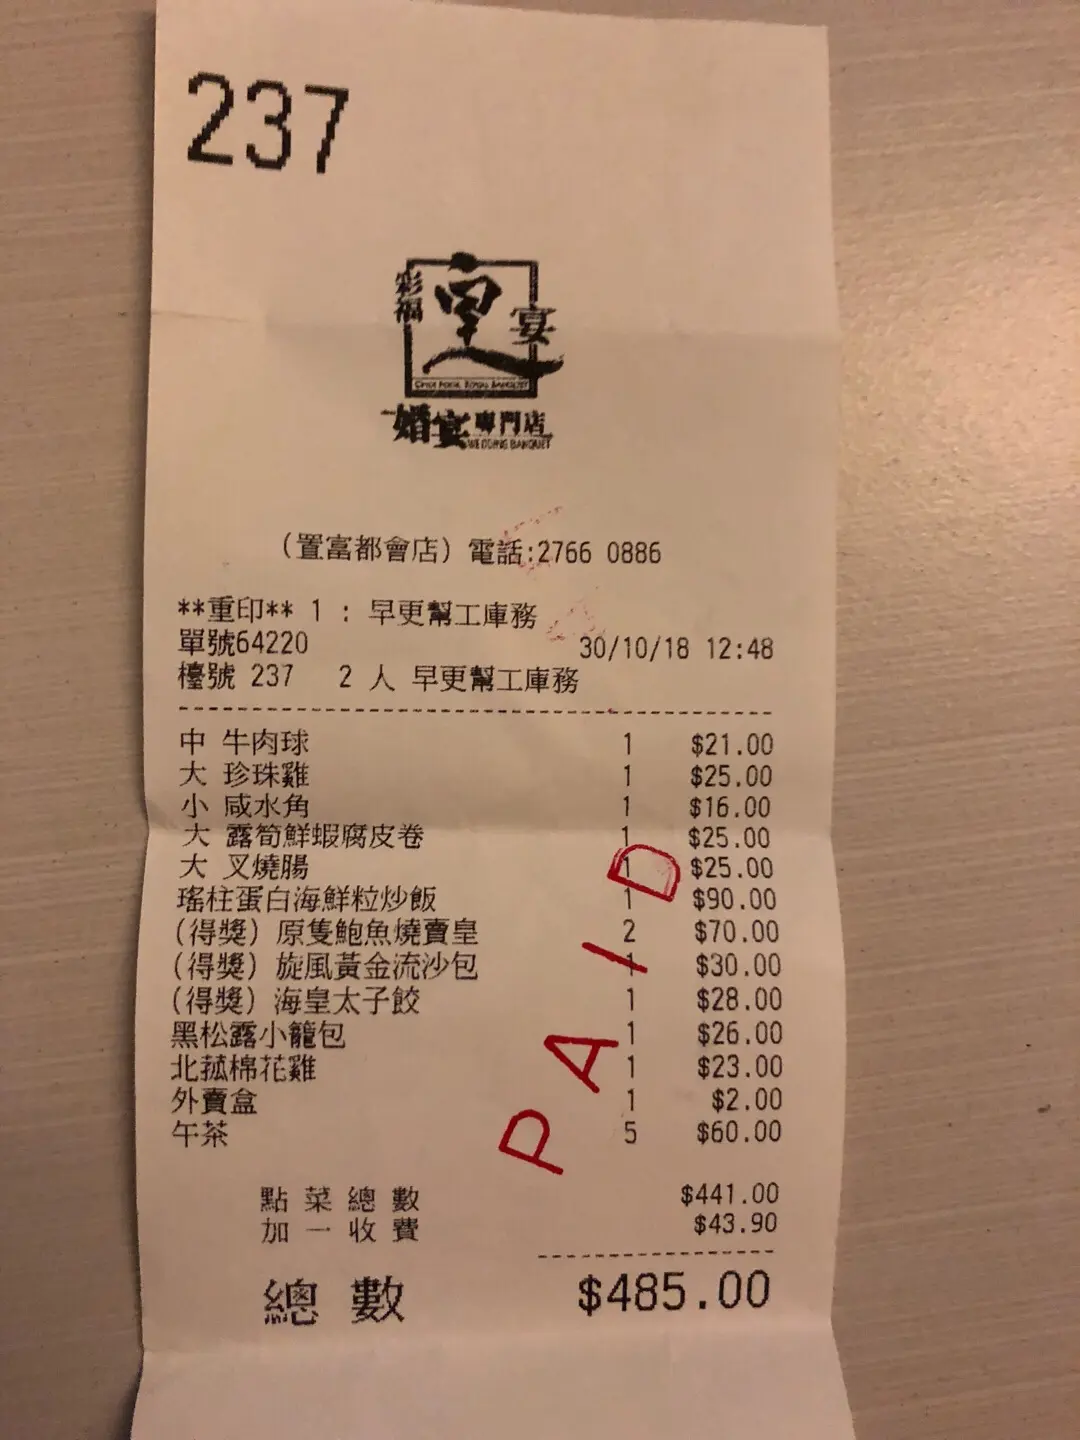 237
彩福 皇 宴
CHOI FOOK ROYAL BANQUET
婚宴專門店
WEDDING BANQUET
(置富都會店) 電話:2766 0886
**重印** 1 : 早更幫工庫務
單號64220 30/10/18 12:48
檯號 237 2 人 早更幫工庫務
中 牛肉球 1 $21.00
大 珍珠雞 1 $25.00
小 咸水角 1 $16.00
大 露筍鮮蝦腐皮卷 1 $25.00
大 叉燒腸 1 $25.00
瑤柱蛋白海鮮粒炒飯 1 $90.00
(得獎) 原隻鮑魚燒賣皇 2 $70.00
(得獎) 旋風黃金流沙包 1 $30.00
(得獎) 海皇太子餃 1 $28.00
黑松露小籠包 1 $26.00
北菰棉花雞 1 $23.00
外賣盒 1 $2.00
午茶 5 $60.00
PAID
點菜總數 $441.00
加一收費 $43.90
總數 $485.00